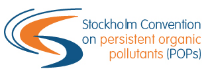 Stockholm Convention
on persistent organic
pollutants (POPs)